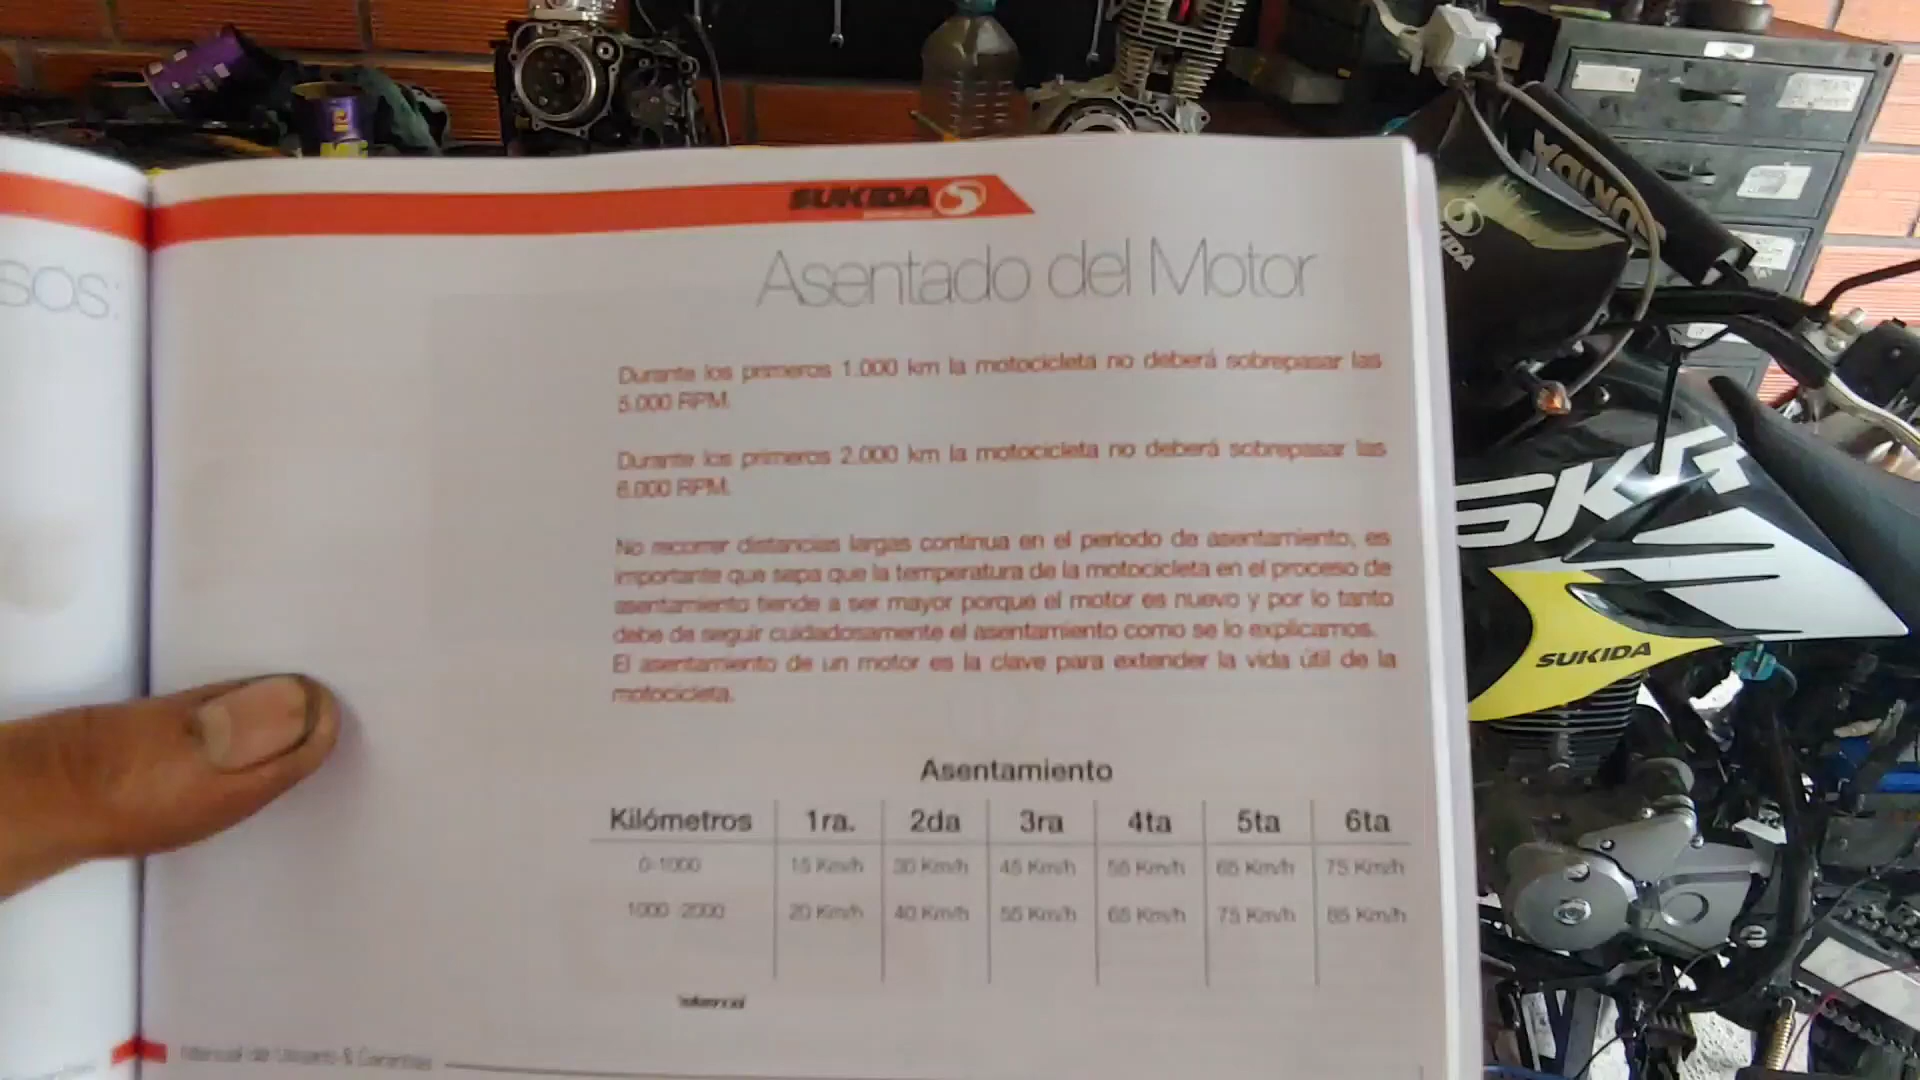 SUKIDA
sos:
Asentado del Motor
Durante los primeros 1.000 km la motocicleta no deberá sobrepasar las
5.000 RPM.
Durante los primeros 2.000 km la motocicleta no deberá sobrepasar las
6.000 RPM.
No recorrer distancias largas continua en el periodo de asentamiento, es
importante que sepa que la temperatura de la motocicleta en el proceso de
asentamiento tiende a ser mayor porque el motor es nuevo y por lo tanto
debe de seguir cuidadosamente el asentamiento como se lo explicamos.
El asentamiento de un motor es la clave para extender la vida útil de la
motocicleta.
Asentamiento
Kilómetros 1ra. 2da 3ra 4ta 5ta 6ta
0-1000 15 Km/h 30 Km/h 45 Km/h 55 Km/h 65 Km/h 75 Km/h
1000 -2000 20 Km/h 40 Km/h 55 Km/h 65 Km/h 75 Km/h 85 Km/h
Manual de Usuario & Garantías
SUKIDA
KIDA
SKR
SUKIDA